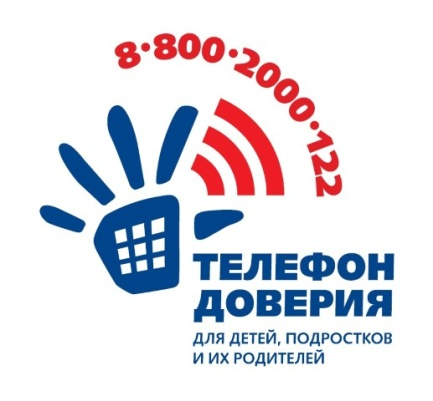 8·800·2000·122
ТЕЛЕФОН
ДОВЕРИЯ
ДЛЯ ДЕТЕЙ, ПОДРОСТКОВ
И ИХ РОДИТЕЛЕЙ